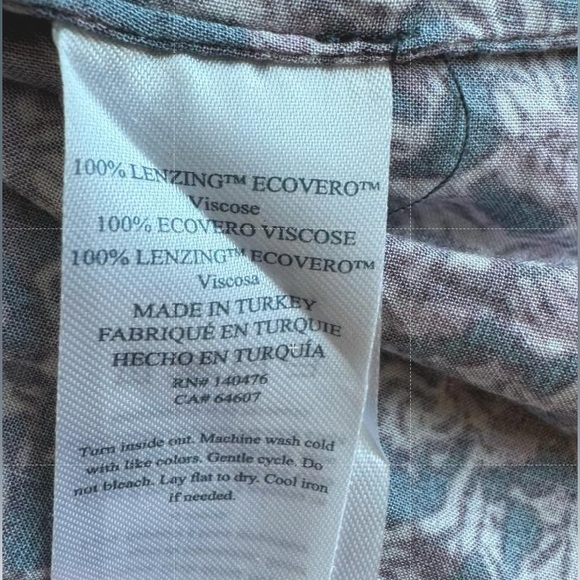 100% LENZING™ ECOVERO™
Viscose
100% ECOVERO VISCOSE
100% LENZING™ ECOVERO™
Viscosa
MADE IN TURKEY
FABRIQUÉ EN TURQUIE
HECHO EN TURQUÍA
RN# 140476
CA# 64607
Turn inside out. Machine wash cold
with like colors. Gentle cycle. Do
not bleach. Lay flat to dry. Cool iron
if needed.